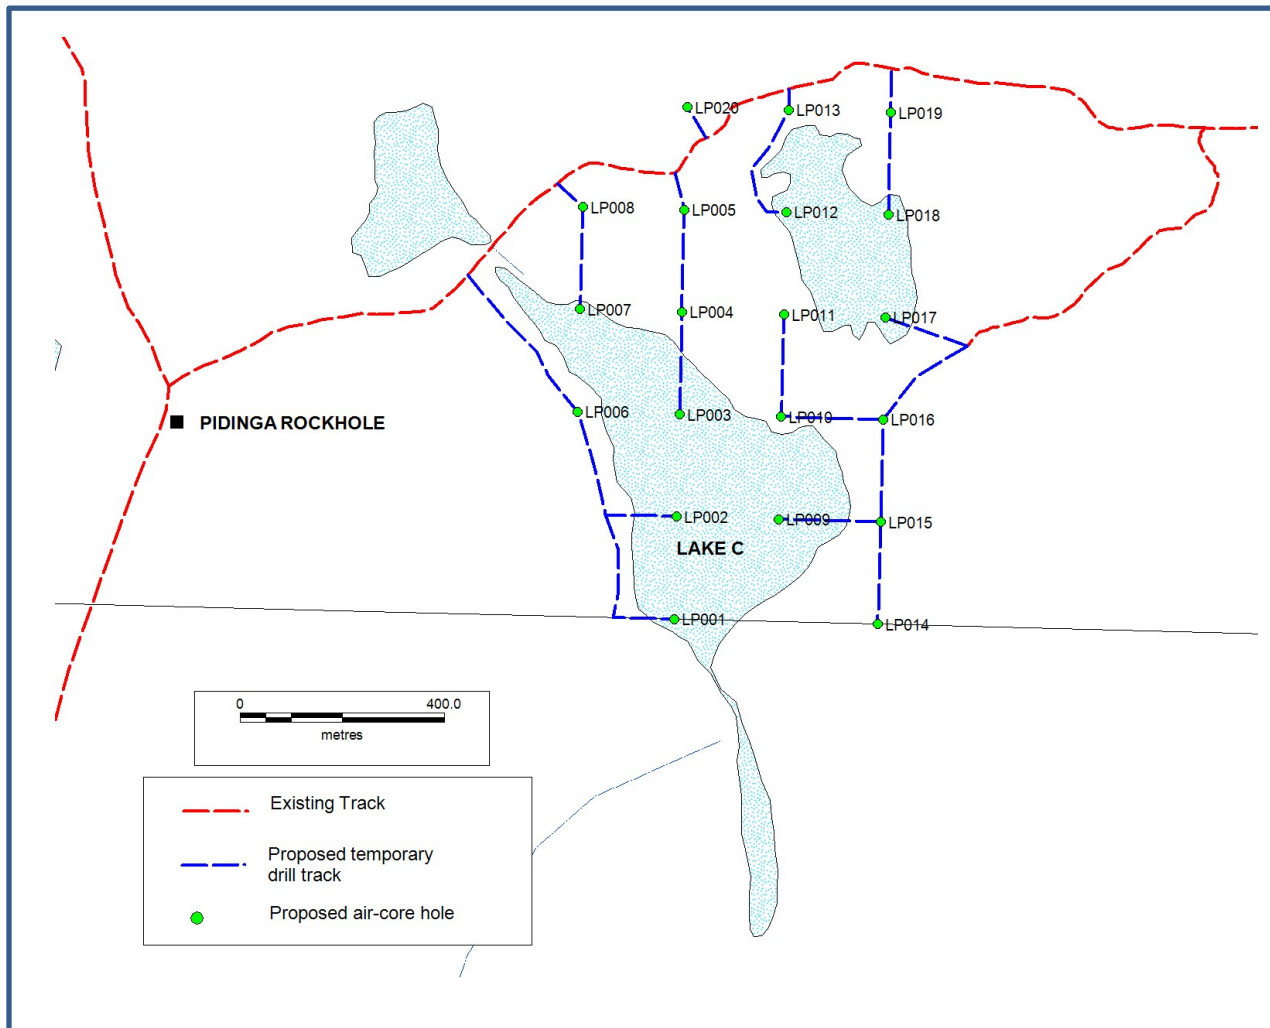 LP020
LP013
LP019
LP008
LP005
LP012
LP018
LP007
LP004
LP011
LP017
LP006
LP003
LP010
LP016
PIDINGA ROCKHOLE
LP002
LP009
LP015
LAKE C
LP001
LP014
0 400.0
metres
Existing Track
Proposed temporary
drill track
Proposed air-core hole